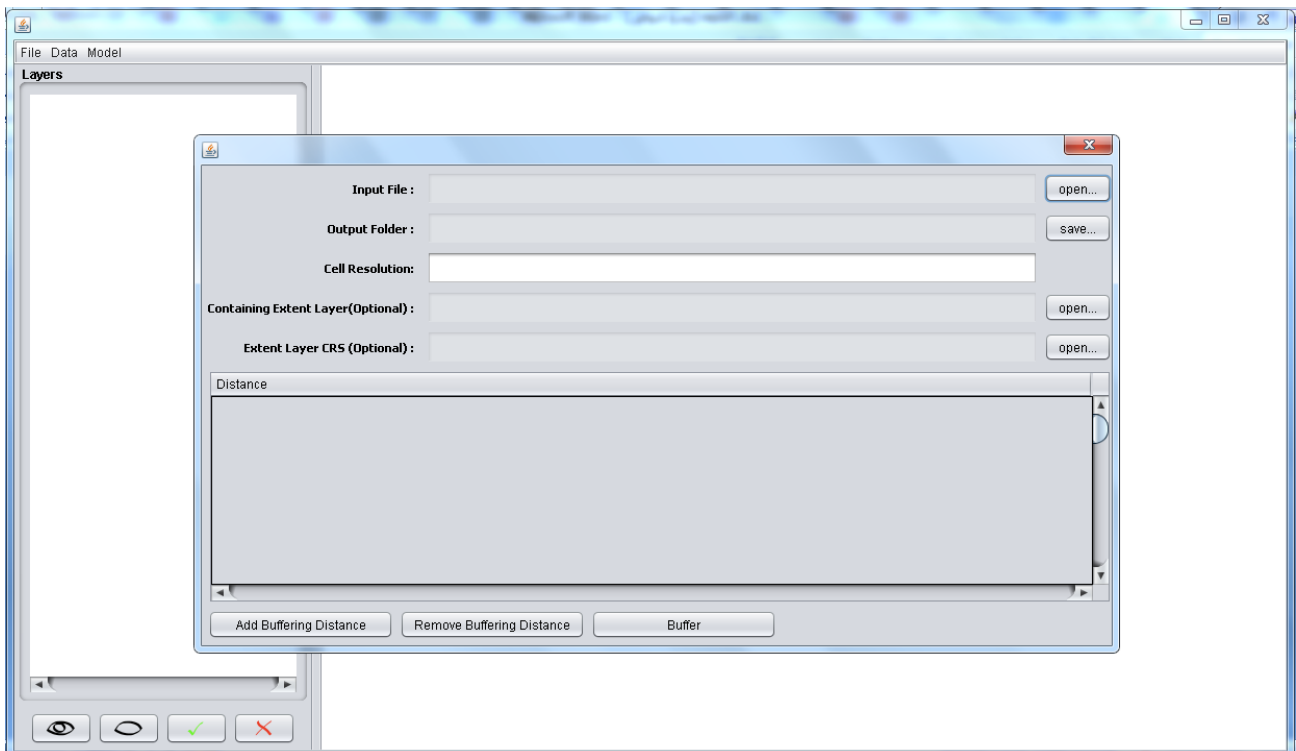 File Data Model
Layers
Input File :
open...
Output Folder :
save...
Cell Resolution:
Containing Extent Layer(Optional) :
open...
Extent Layer CRS (Optional) :
open...
Distance
Add Buffering Distance
Remove Buffering Distance
Buffer